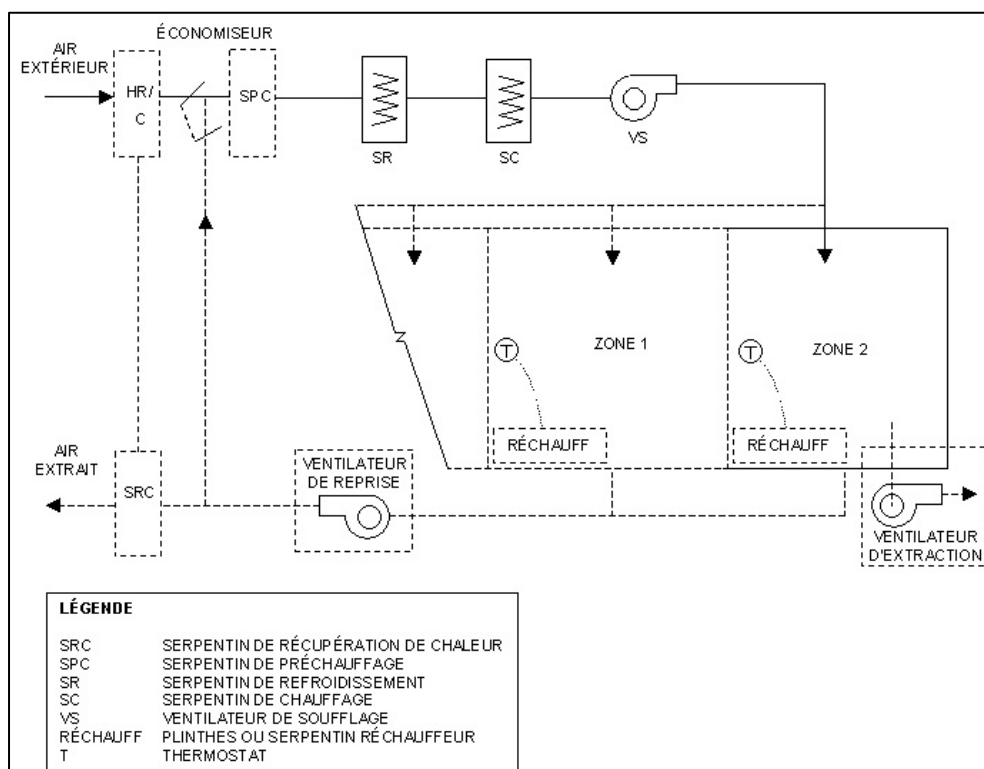 ÉCONOMISEUR
AIR
EXTÉRIEUR
HR/
C
SPC
SR
SC
VS
T
ZONE 1
T
ZONE 2
RÉCHAUFF
RÉCHAUFF
AIR
EXTRAIT
SRC
VENTILATEUR
DE REPRISE
VENTILATEUR
D'EXTRACTION
LÉGENDE
SRC SERPENTIN DE RÉCUPÉRATION DE CHALEUR
SPC SERPENTIN DE PRÉCHAUFFAGE
SR SERPENTIN DE REFROIDISSEMENT
SC SERPENTIN DE CHAUFFAGE
VS VENTILATEUR DE SOUFFLAGE
RÉCHAUFF PLINTHES OU SERPENTIN RÉCHAUFFEUR
T THERMOSTAT